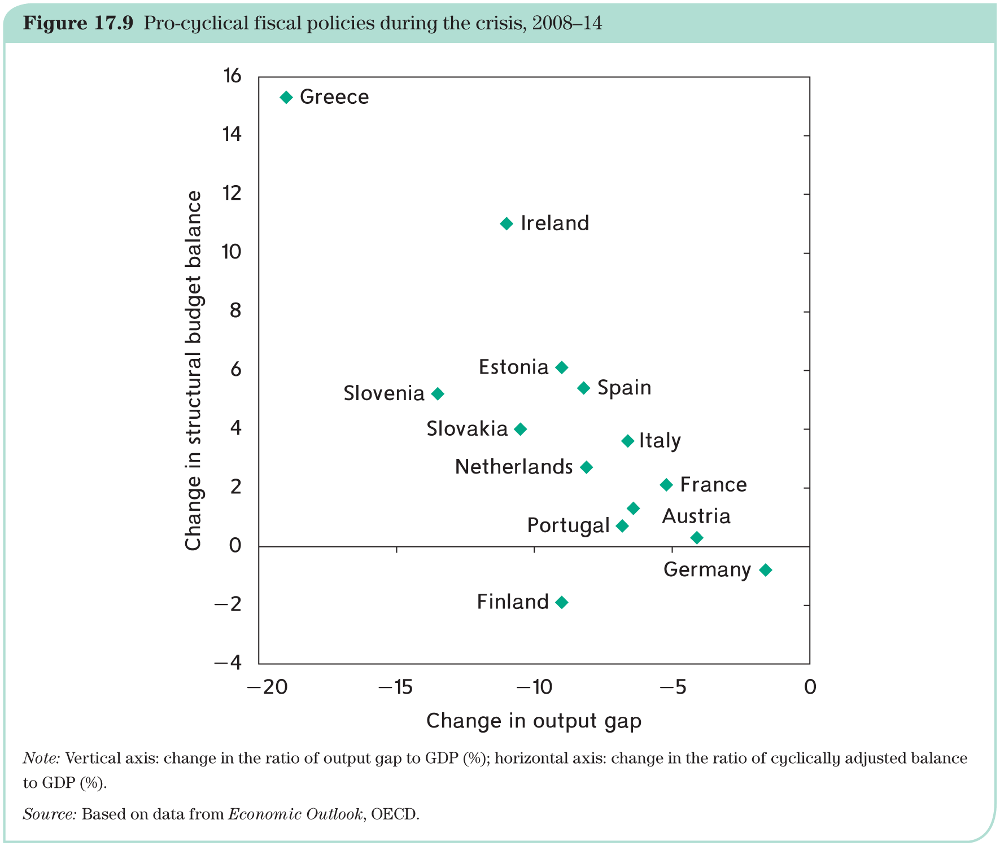 Figure 17.9 Pro-cyclical fiscal policies during the crisis, 2008–14
16
14
12
10
8
6
4
2
0
−2
−4
Change in structural budget balance
Greece
Ireland
Estonia
Spain
Slovenia
Slovakia
Italy
Netherlands
France
Austria
Portugal
Germany
Finland
−20 −15 −10 −5 0
Change in output gap
Note: Vertical axis: change in the ratio of output gap to GDP (%); horizontal axis: change in the ratio of cyclically adjusted balance
to GDP (%).
Source: Based on data from Economic Outlook, OECD.